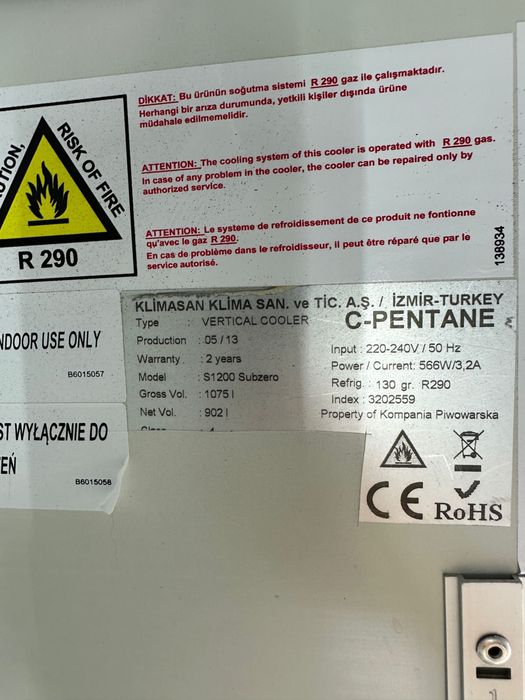 DİKKAT: Bu ürünün soğutma sistemi R 290 gaz ile çalışmaktadır.
Herhangi bir arıza durumunda, yetkili kişiler dışında ürüne
müdahale edilmemelidir.
RISK OF FIRE
R 290
ATTENTION: The cooling system of this cooler is operated with R 290 gas.
In case of any problem in the cooler, the cooler can be repaired only by
authorized service.
ATTENTION: Le systeme de refroidissement de ce produit ne fontionne
qu'avec le gaz R 290.
En cas de problème dans le refroidisseur, il peut être réparé que par le
service autorisé.
138934
NDOOR USE ONLY
B6015057
ST WYŁĄCZNIE DO
EŃ
B6015058
KLİMASAN KLİMA SAN. ve TİC. A.Ş. / İZMİR-TURKEY
Type : VERTICAL COOLER
C-PENTANE
Production : 05 / 13
Warranty : 2 years
Model : S1200 Subzero
Gross Vol. : 1075 l
Net Vol. : 902 l
Input : 220-240V / 50 Hz
Power / Current: 566W/3,2A
Refrig. : 130 gr. R290
Index : 3202559
Property of Kompania Piwowarska
CE
RoHS